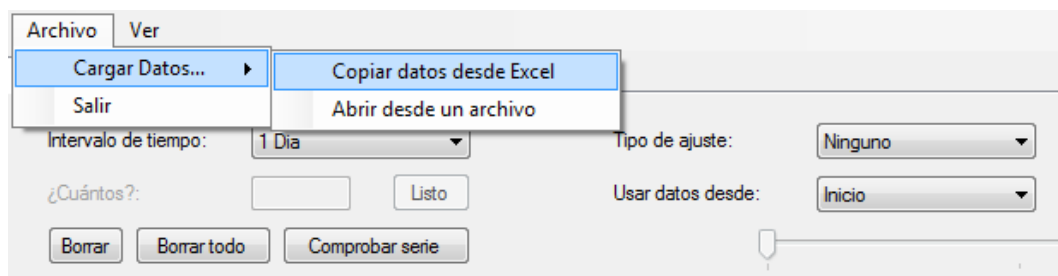 Archivo Ver
Cargar Datos... Copiar datos desde Excel
Salir Abrir desde un archivo
Intervalo de tiempo: 1 Dia Tipo de ajuste: Ninguno
¿Cuántos?: Listo Usar datos desde: Inicio
Borrar Borrar todo Comprobar serie